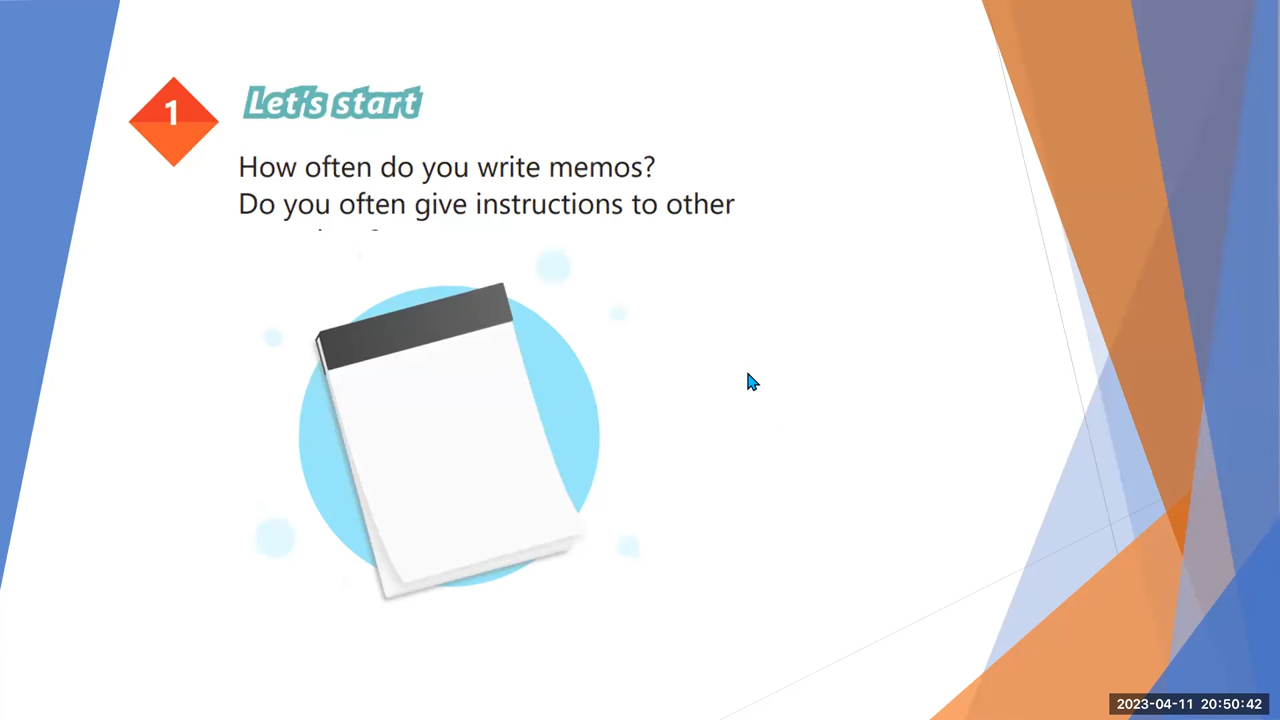 1
Let's start
How often do you write memos?
Do you often give instructions to other
2023-04-11 20:50:42